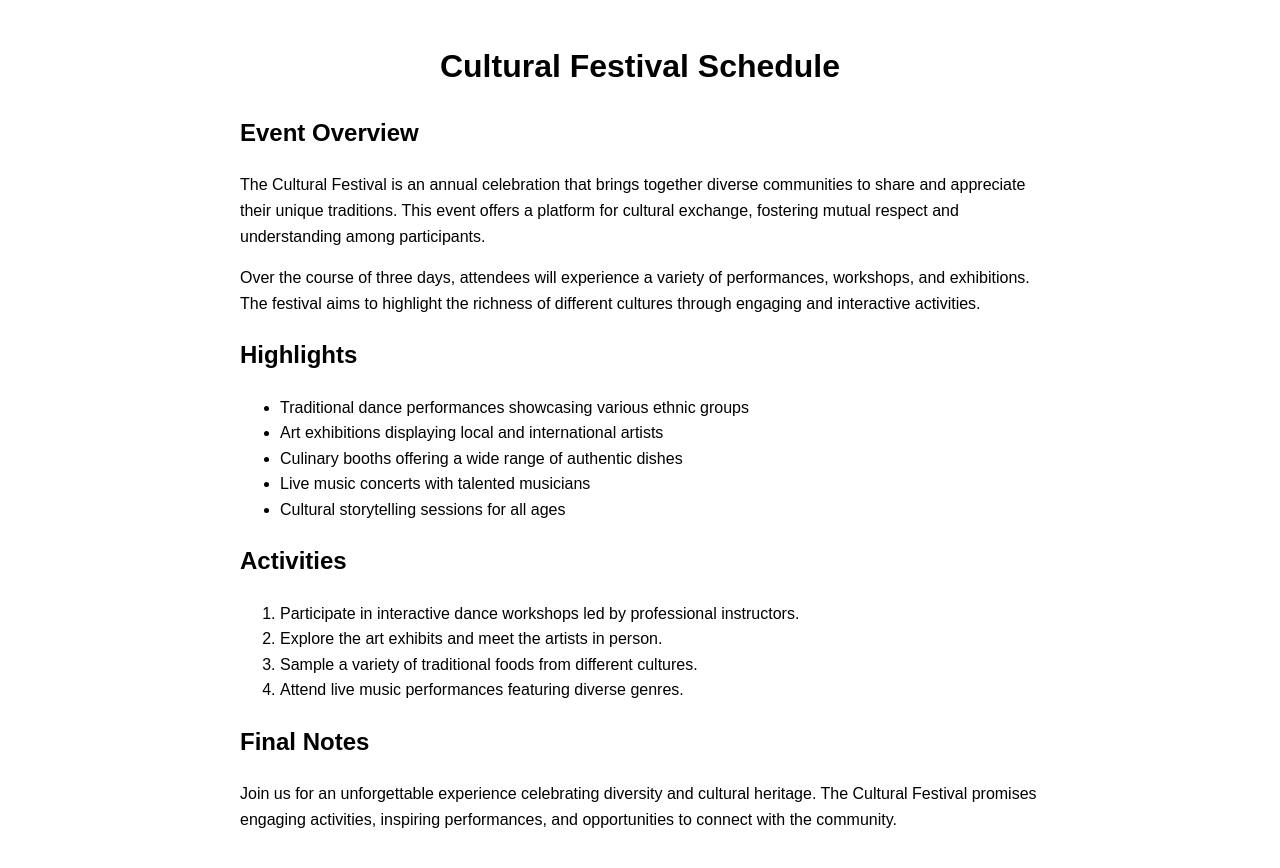 Cultural Festival Schedule
Event Overview
The Cultural Festival is an annual celebration that brings together diverse communities to share and appreciate
their unique traditions. This event offers a platform for cultural exchange, fostering mutual respect and
understanding among participants.
Over the course of three days, attendees will experience a variety of performances, workshops, and exhibitions.
The festival aims to highlight the richness of different cultures through engaging and interactive activities.
Highlights
• Traditional dance performances showcasing various ethnic groups
• Art exhibitions displaying local and international artists
• Culinary booths offering a wide range of authentic dishes
• Live music concerts with talented musicians
• Cultural storytelling sessions for all ages
Activities
1. Participate in interactive dance workshops led by professional instructors.
2. Explore the art exhibits and meet the artists in person.
3. Sample a variety of traditional foods from different cultures.
4. Attend live music performances featuring diverse genres.
Final Notes
Join us for an unforgettable experience celebrating diversity and cultural heritage. The Cultural Festival promises
engaging activities, inspiring performances, and opportunities to connect with the community.